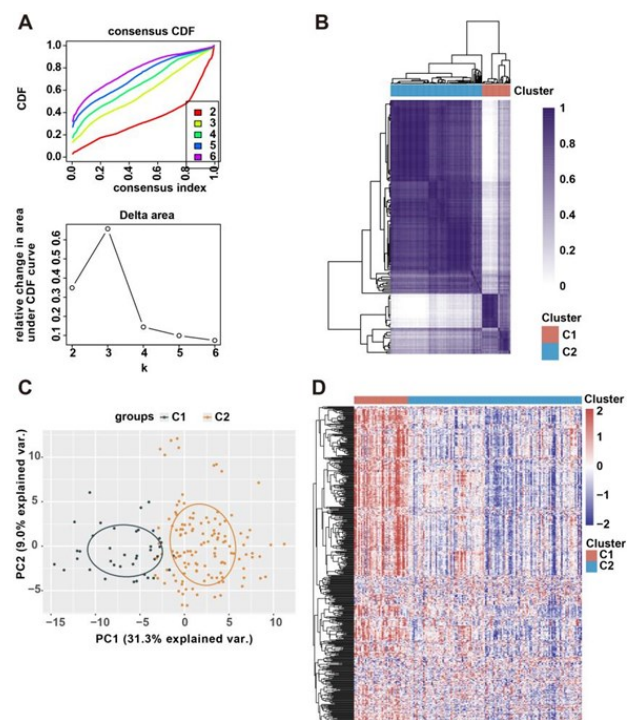 A
consensus CDF
CDF
1.0
0.8
0.6
0.4
0.2
0.0
2
3
4
5
6
0.0 0.2 0.4 0.6 0.8 1.0
consensus index
Delta area
relative change in area
under CDF curve
0.6
0.5
0.4
0.3
0.2
0.1
2 3 4 5 6
k
B
Cluster
1
0.8
0.6
0.4
0.2
0
Cluster
C1
C2
C
groups C1 C2
PC2 (9.0% explained var.)
10
5
0
−5
−15 −10 −5 0 5 10
PC1 (31.3% explained var.)
D
Cluster
2
1
0
−1
−2
Cluster
C1
C2